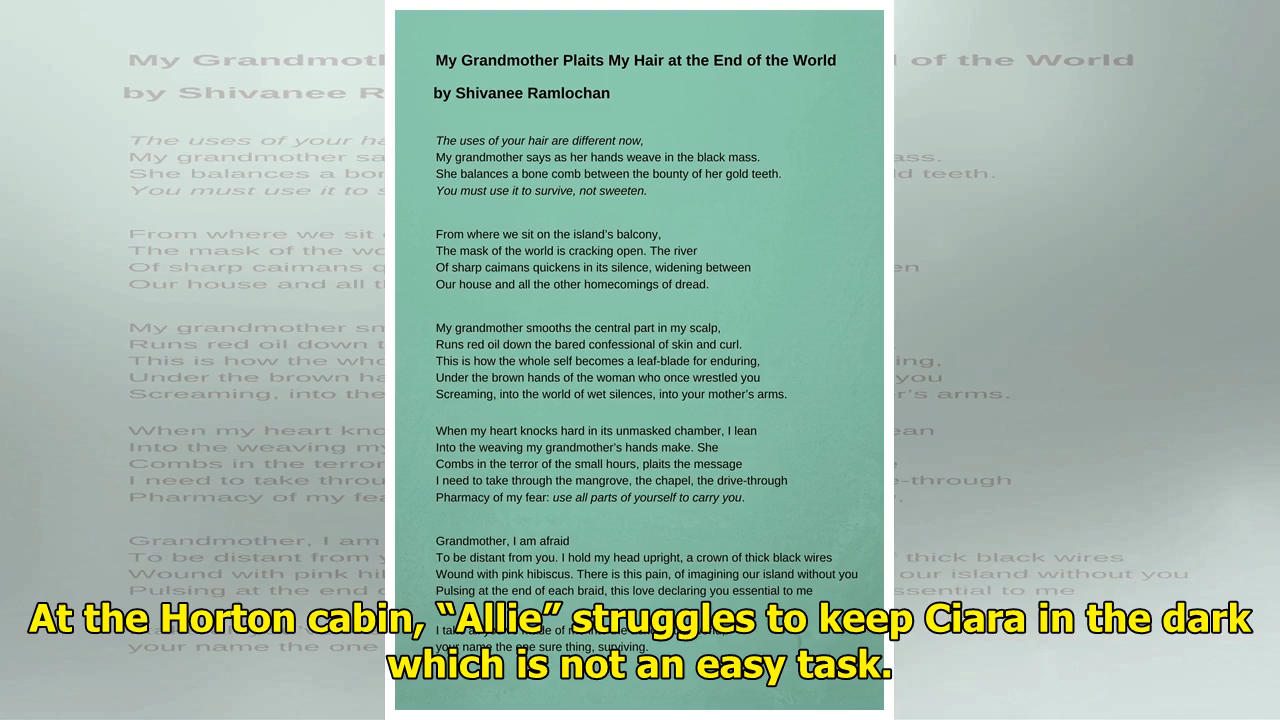 My Grandmother Plaits My Hair at the End of the World
by Shivanee Ramlochan
The uses of your hair are different now,
My grandmother says as her hands weave in the black mass.
She balances a bone comb between the bounty of her gold teeth.
You must use it to survive, not sweeten.
From where we sit on the island's balcony,
The mask of the world is cracking open. The river
Of sharp caimans quickens in its silence, widening between
Our house and all the other homecomings of dread.
My grandmother smooths the central part in my scalp,
Runs red oil down the bared confessional of skin and curl.
This is how the whole self becomes a leaf-blade for enduring,
Under the brown hands of the woman who once wrestled you
Screaming, into the world of wet silences, into your mother's arms.
When my heart knocks hard in its unmasked chamber, I lean
Into the weaving my grandmother's hands make. She
Combs in the terror of the small hours, plaits the message
I need to take through the mangrove, the chapel, the drive-through
Pharmacy of my fear: use all parts of yourself to carry you.
Grandmother, I am afraid
To be distant from you. I hold my head upright, a crown of thick black wires
Wound with pink hibiscus. There is this pain, of imagining our island without you
Pulsing at the end of each braid, this love declaring you essential to me
I
your name the one sure thing, surviving.
At the Horton cabin, “Allie” struggles to keep Ciara in the dark
which is not an easy task.